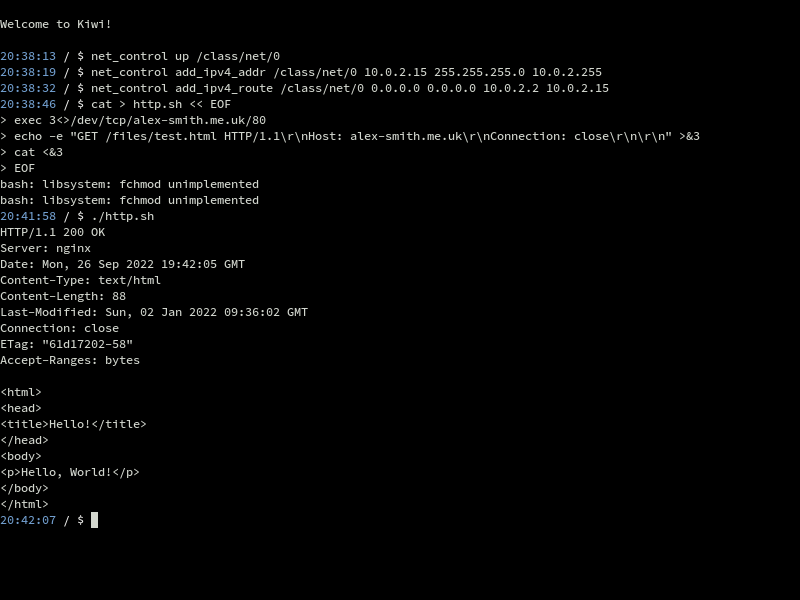 Welcome to Kiwi!
20:38:13 / $ net_control up /class/net/0
20:38:19 / $ net_control add_ipv4_addr /class/net/0 10.0.2.15 255.255.255.0 10.0.2.255
20:38:32 / $ net_control add_ipv4_route /class/net/0 0.0.0.0 0.0.0.0 10.0.2.2 10.0.2.15
20:38:46 / $ cat > http.sh << EOF
> exec 3<>/dev/tcp/alex-smith.me.uk/80
> echo -e "GET /files/test.html HTTP/1.1\r\nHost: alex-smith.me.uk\r\nConnection: close\r\n\r\n" >&3
> cat <&3
> EOF
bash: libsystem: fchmod unimplemented
bash: libsystem: fchmod unimplemented
20:41:58 / $ ./http.sh
HTTP/1.1 200 OK
Server: nginx
Date: Mon, 26 Sep 2022 19:42:05 GMT
Content-Type: text/html
Content-Length: 88
Last-Modified: Sun, 02 Jan 2022 09:36:02 GMT
Connection: close
ETag: "61d17202-58"
Accept-Ranges: bytes
<html>
<head>
<title>Hello!</title>
</head>
<body>
<p>Hello, World!</p>
</body>
</html>
20:42:07 / $